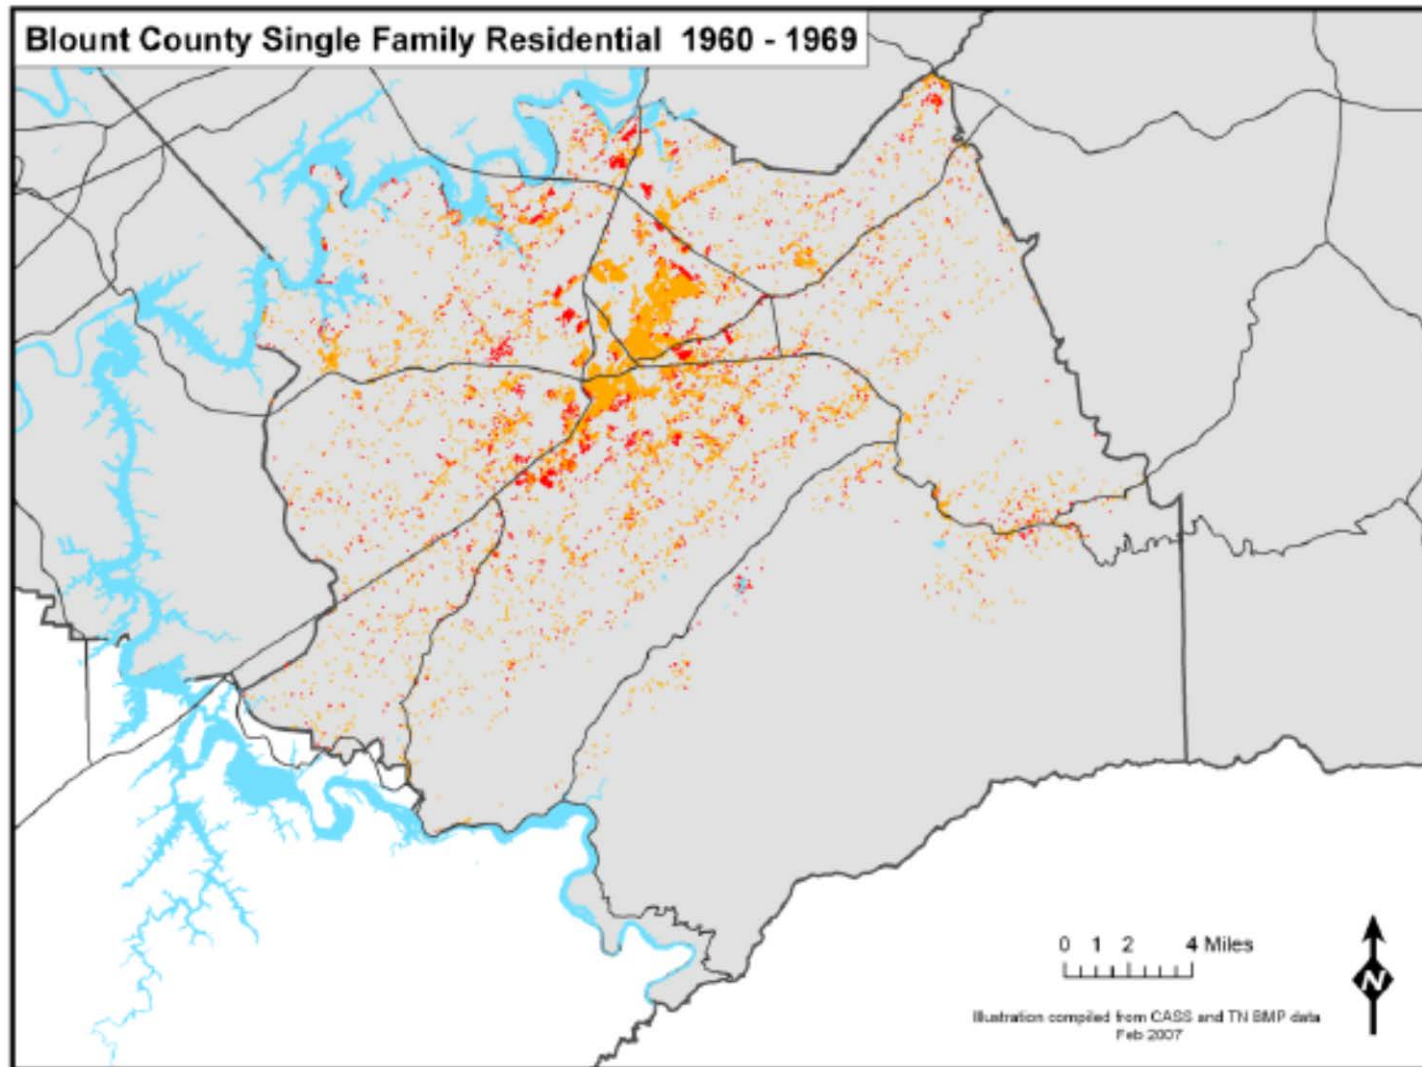 Blount County Single Family Residential 1960 - 1969
0 1 2 4 Miles
N
Illustration compiled from CASS and TN BMP data
Feb 2007